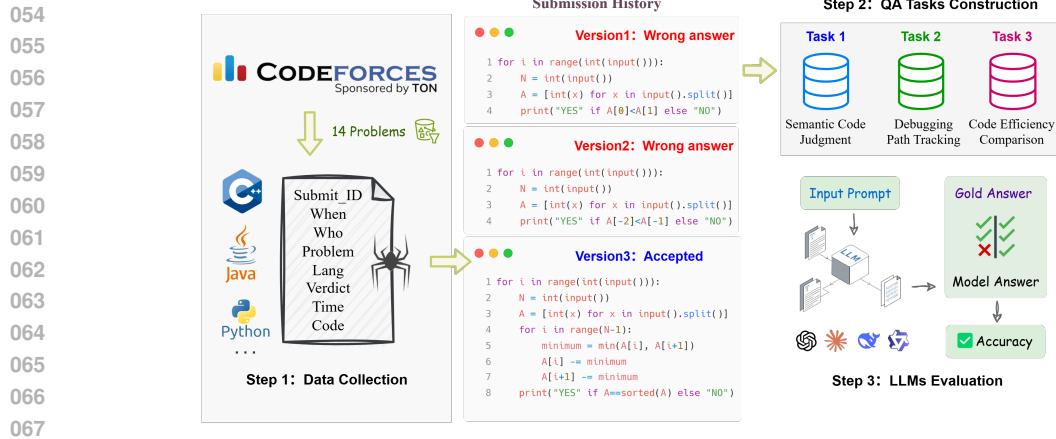 054
055
056
057
058
059
060
061
062
063
064
065
066
067
CODEFORCES
Sponsored by TON
14 Problems
C++
Java
Python
...
Submit_ID
When
Who
Problem
Lang
Verdict
Time
Code
Step 1: Data Collection
Submission History
Version1: Wrong answer
1 for i in range(int(input())):
2     N = int(input())
3     A = [int(x) for x in input().split()]
4     print("YES" if A[0]<A[1] else "NO")
Version2: Wrong answer
1 for i in range(int(input())):
2     N = int(input())
3     A = [int(x) for x in input().split()]
4     print("YES" if A[-2]<A[-1] else "NO")
Version3: Accepted
1 for i in range(int(input())):
2     N = int(input())
3     A = [int(x) for x in input().split()]
4     for i in range(N-1):
5         minimum = min(A[i], A[i+1])
6         A[i] -= minimum
7         A[i+1] -= minimum
8     print("YES" if A==sorted(A) else "NO")
Step 2: QA Tasks Construction
Task 1
Task 2
Task 3
Semantic Code
Judgment
Debugging
Path Tracking
Code Efficiency
Comparison
Input Prompt
LLM
Gold Answer
Model Answer
Accuracy
Step 3: LLMs Evaluation